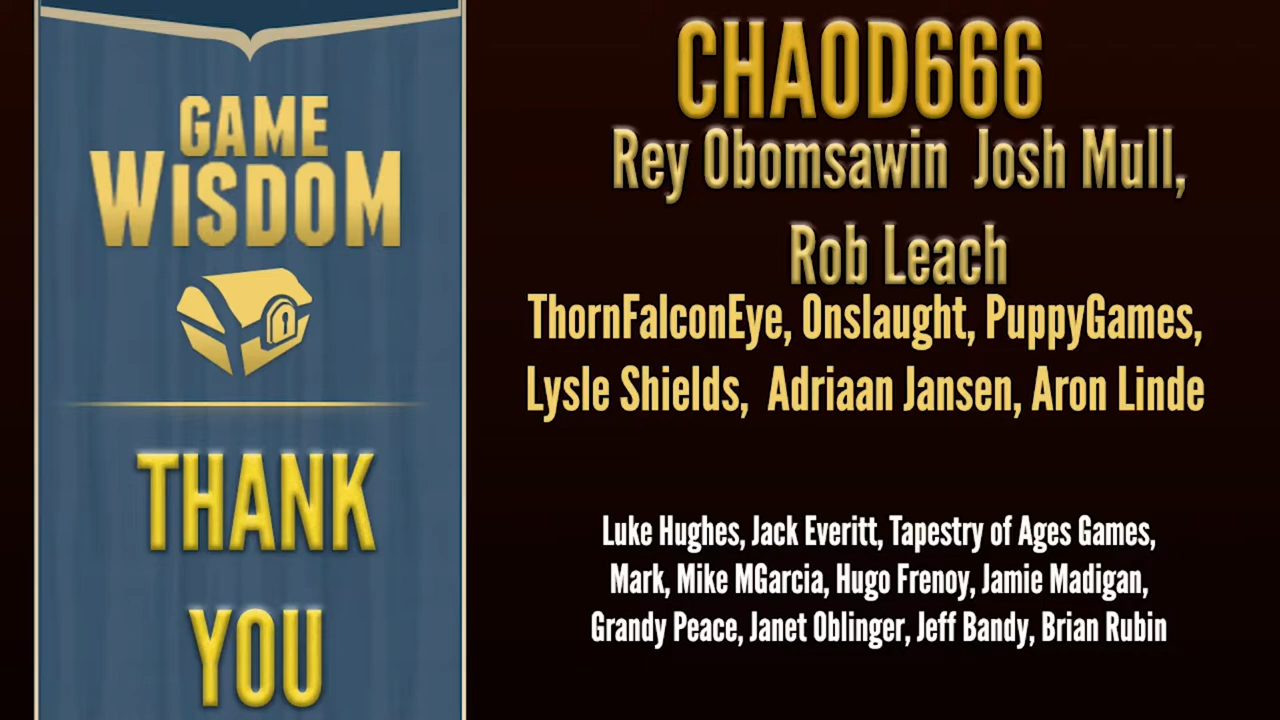 GAME
WISDOM
THANK
YOU
CHAOD666
Rey Obomsawin Josh Mull,
Rob Leach
ThornFalconEye, Onslaught, PuppyGames,
Lysle Shields, Adriaan Jansen, Aron Linde
Luke Hughes, Jack Everitt, Tapestry of Ages Games,
Mark, Mike MGarcia, Hugo Frenoy, Jamie Madigan,
Grandy Peace, Janet Oblinger, Jeff Bandy, Brian Rubin